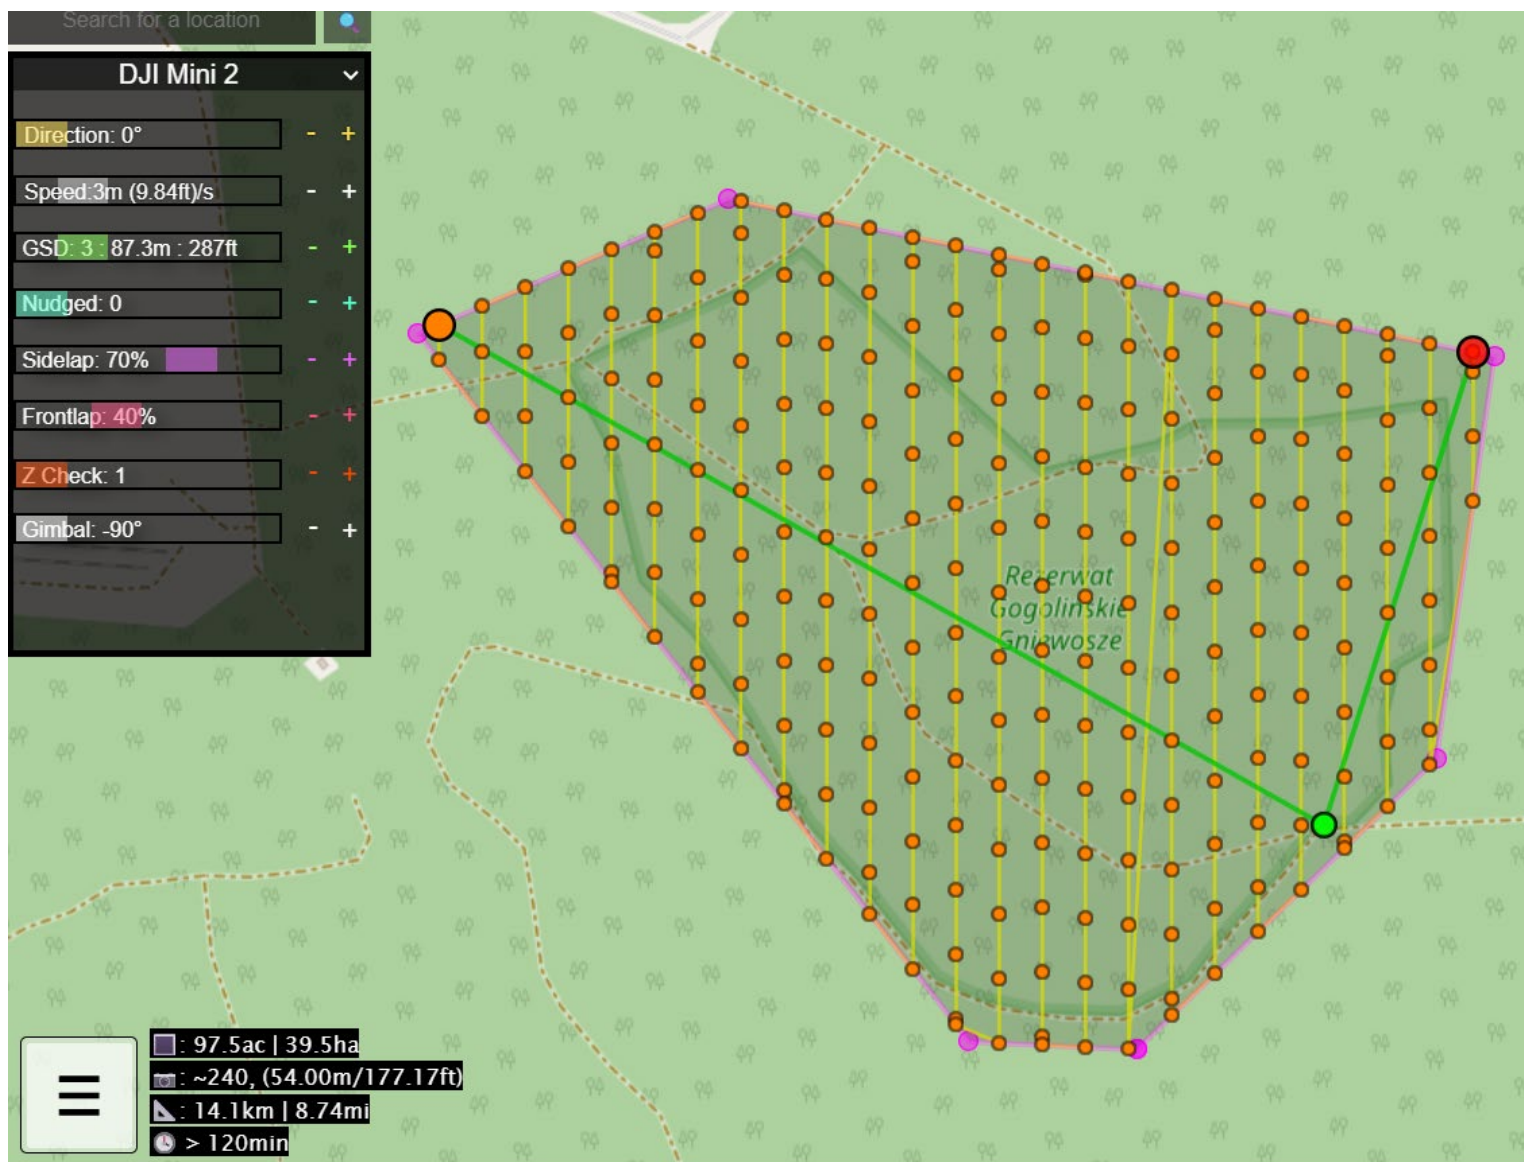 Search for a location
DJI Mini 2
Direction: 0°
- +
Speed:3m (9.84ft)/s
- +
GSD: 3 : 87.3m : 287ft
- +
Nudged: 0
- +
Sidelap: 70%
- +
Frontlap: 40%
- +
Z Check: 1
- +
Gimbal: -90°
- +
Rezerwat
Gogolińskie
Gniewosze
: 97.5ac | 39.5ha
: ~240, (54.00m/177.17ft)
: 14.1km | 8.74mi
> 120min